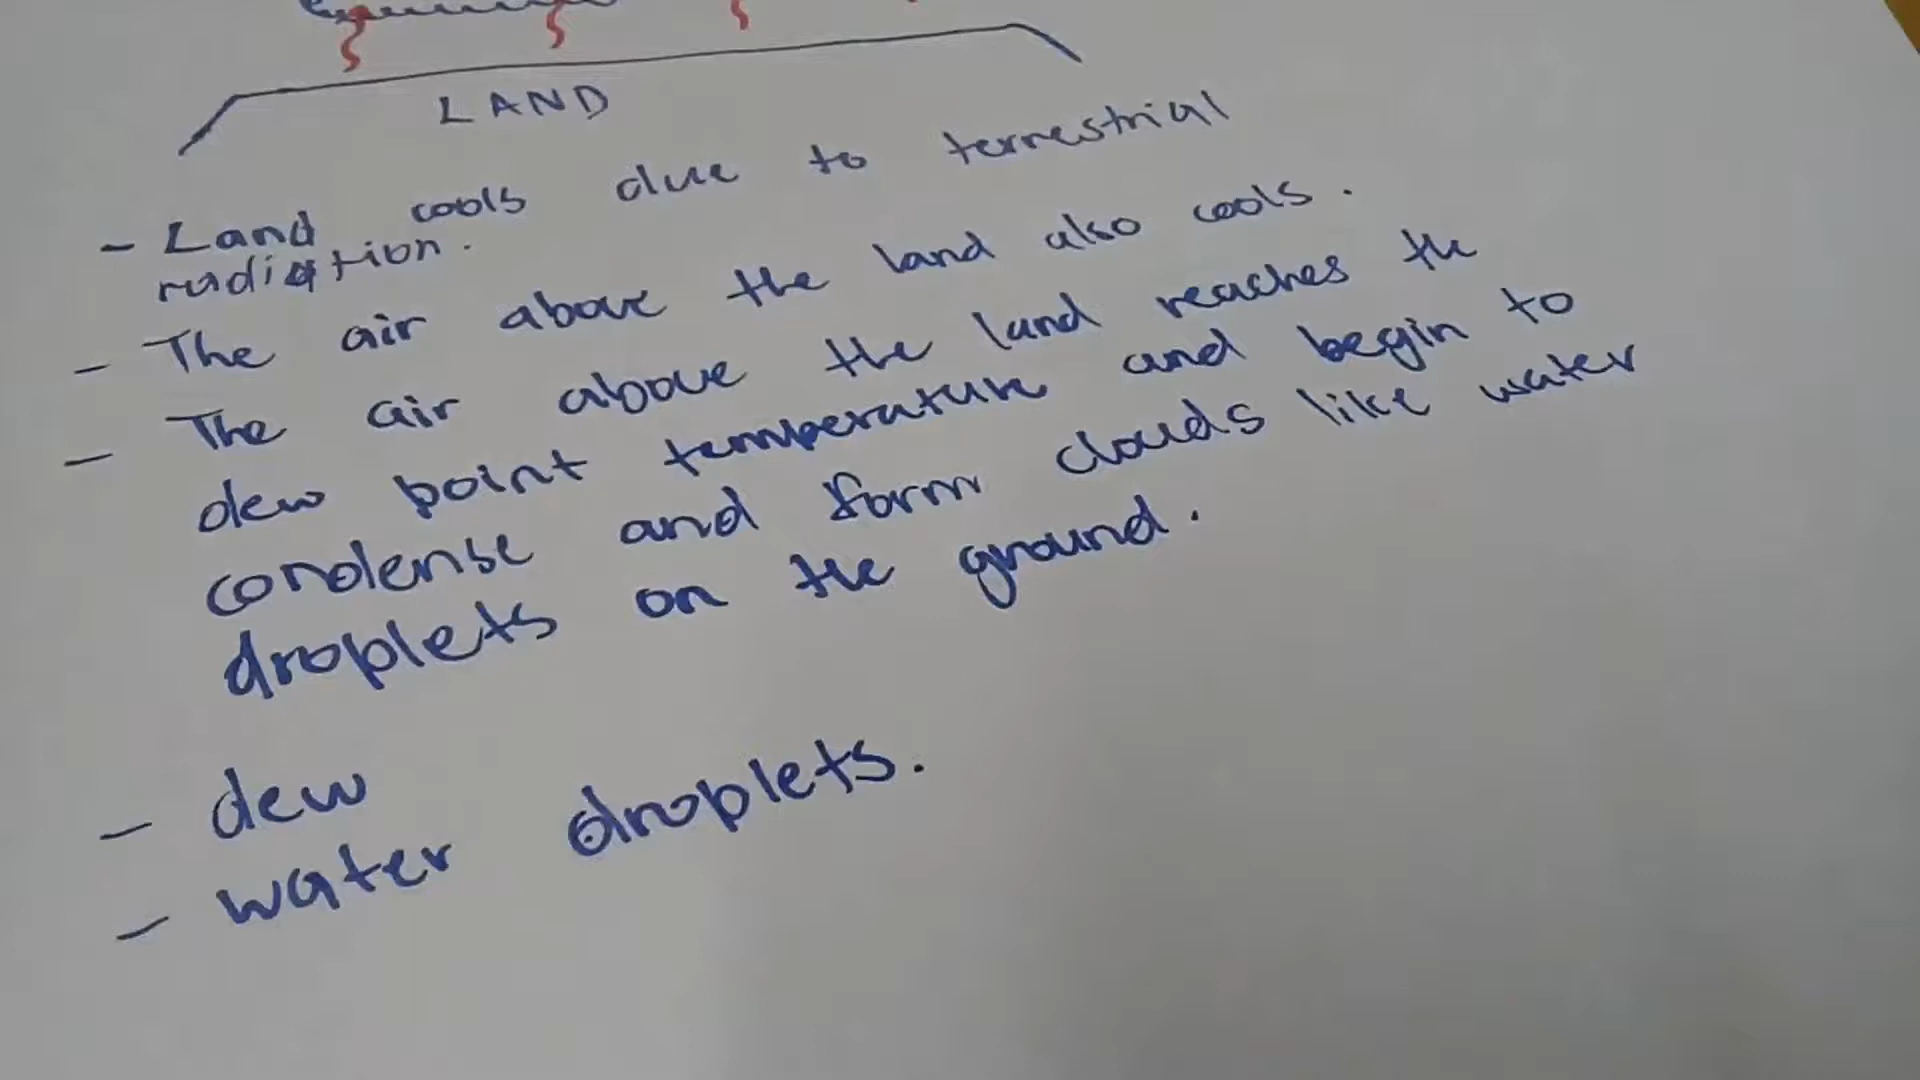 LAND
- Land cools due to terrestrial
radiation.
- The air above the land also cools.
- The air above the land reaches the
dew point temperature and begin to
condense and form clouds like water
droplets on the ground.
- dew
- water droplets.